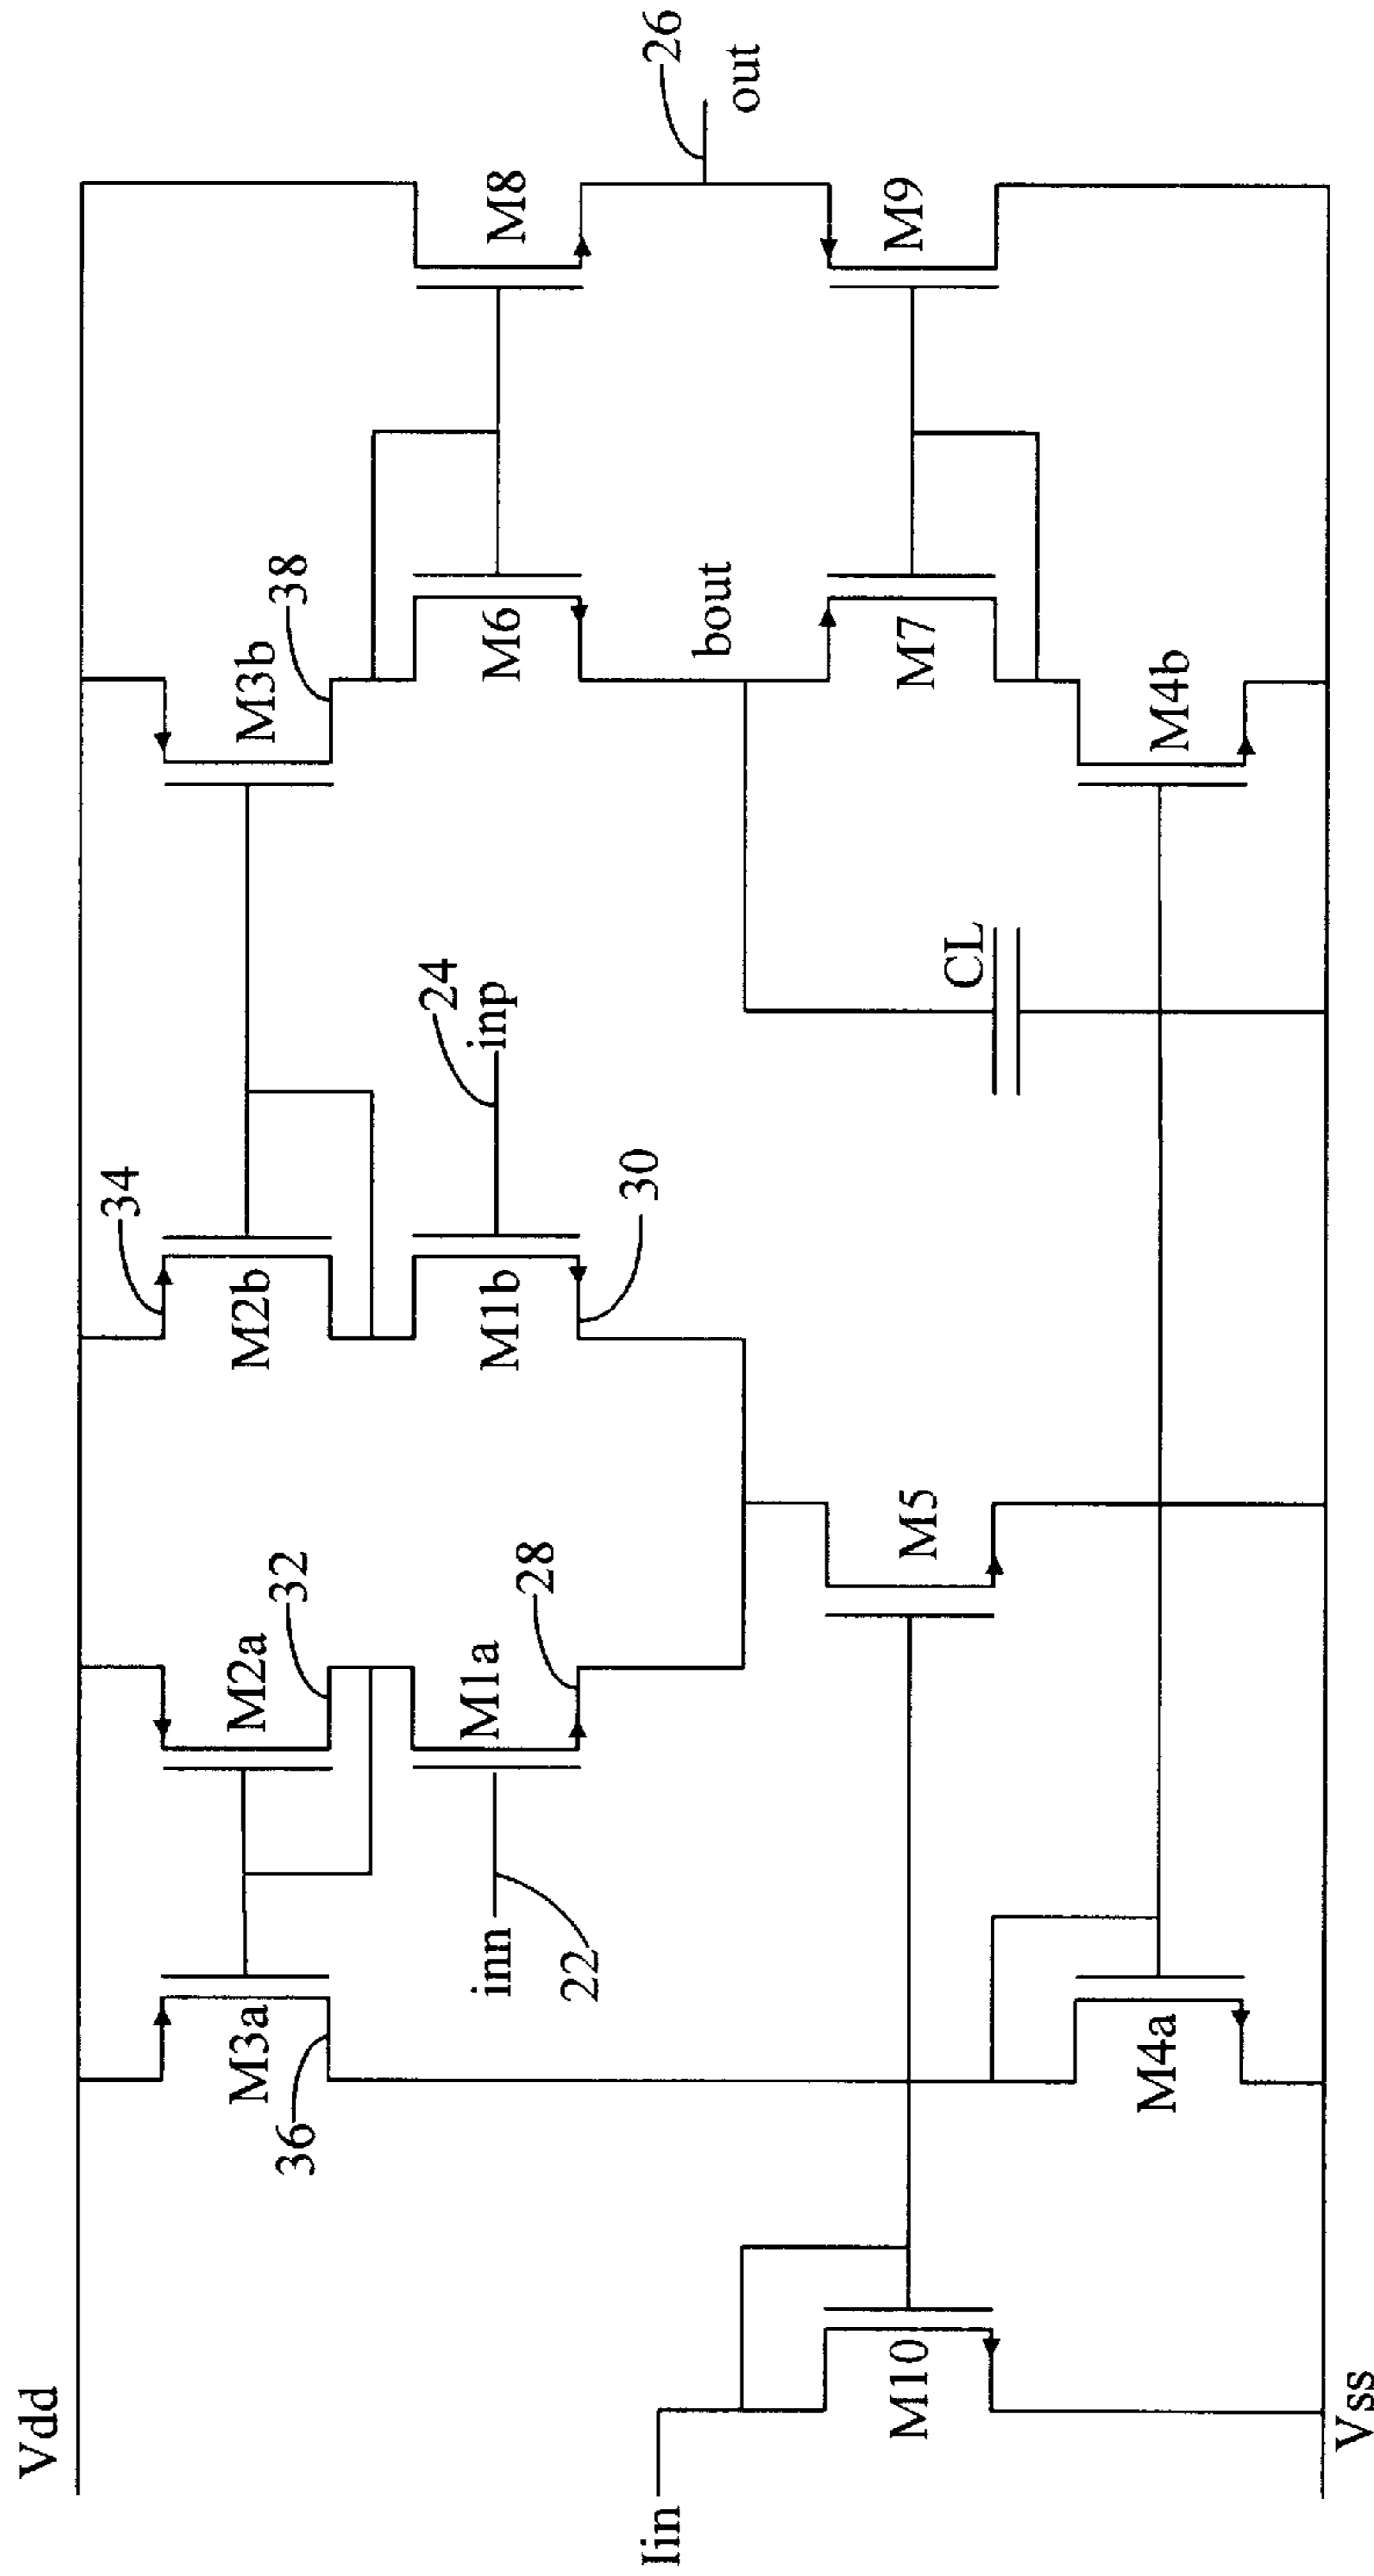 Vdd
34
M3b
38
M2b
M2a
32
M3a
36
M8
M6
24
inp
M1b
30
M1a
28
inn
22
26
out
bout
Iin
M10
M5
CL
M7
M9
M4b
M4a
Vss